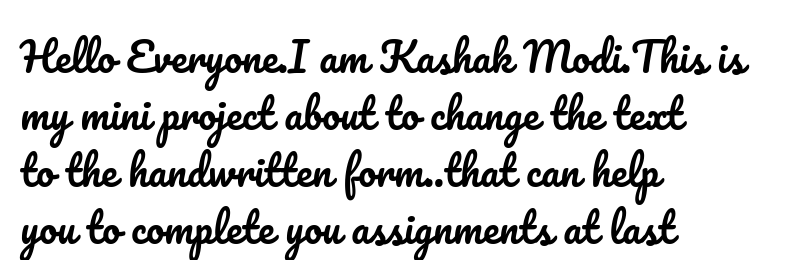 Hello Everyone.I am Kashak Modi.This is
my mini project about to change the text
to the handwritten form..that can help
you to complete you assignments at last